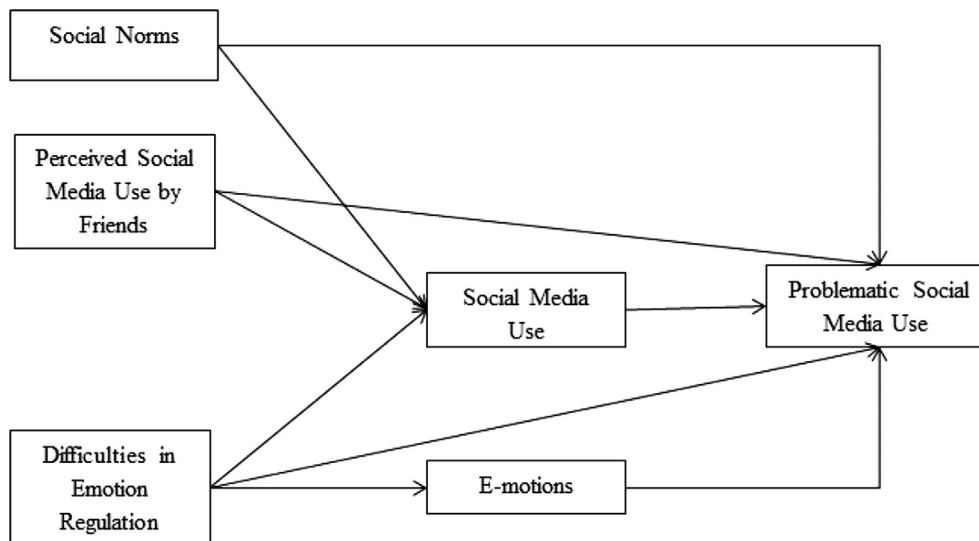 Social Norms
Perceived Social
Media Use by
Friends
Social Media
Use
Problematic Social
Media Use
Difficulties in
Emotion
Regulation
E-motions